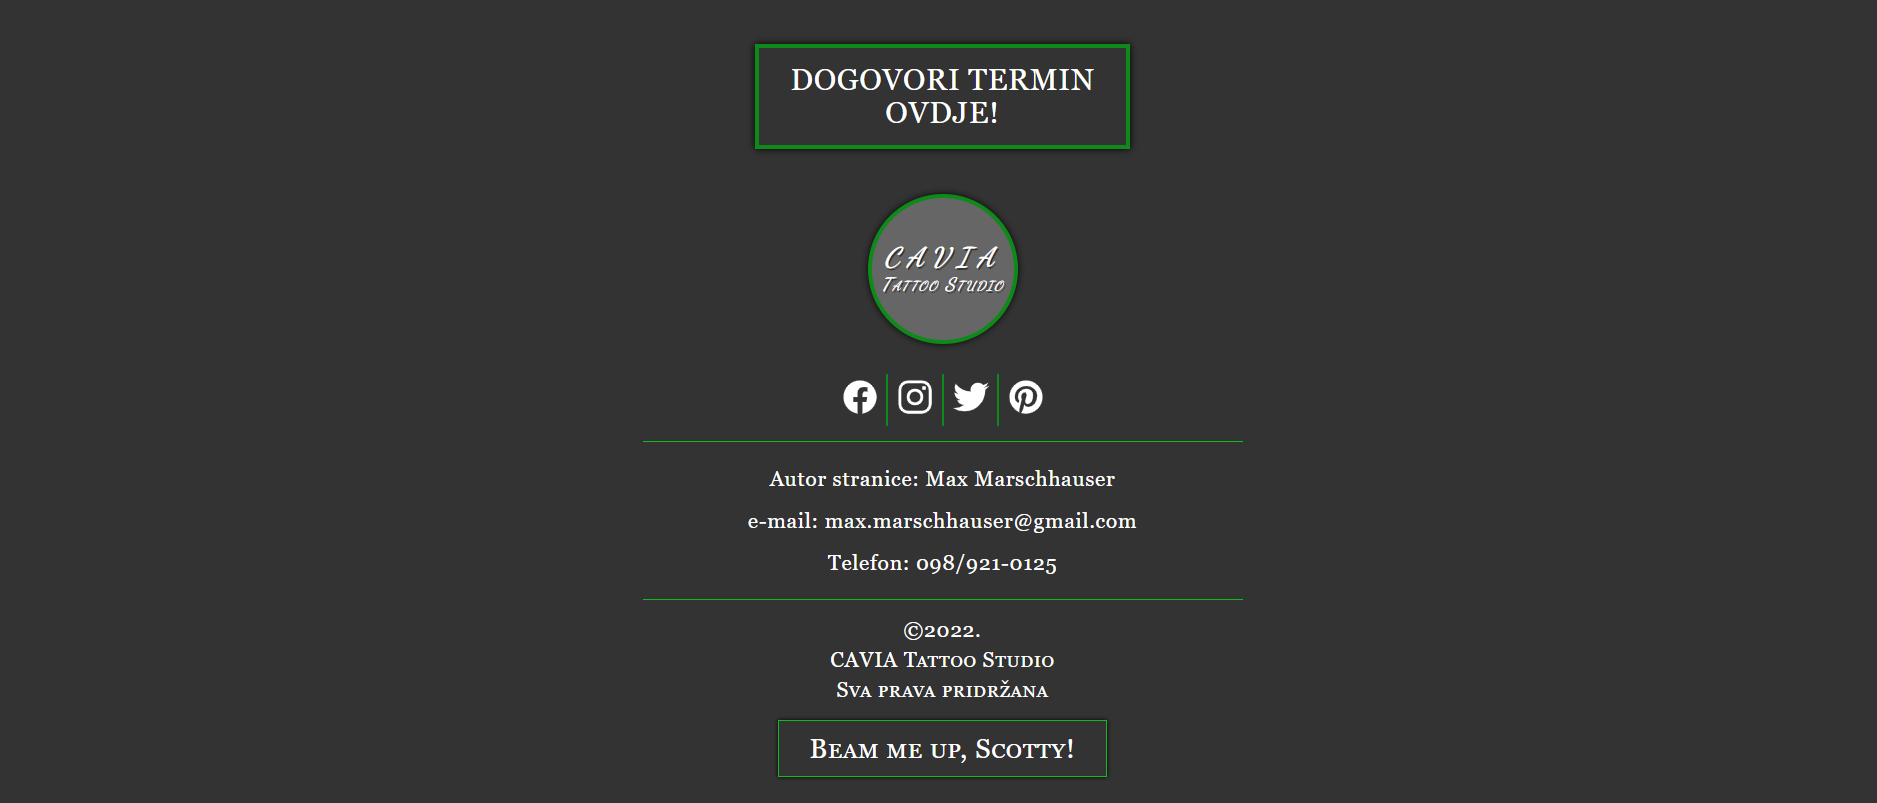 DOGOVORI TERMIN
OVDJE!
CAVIA
Tattoo Studio
Autor stranice: Max Marschhauser
e-mail: max.marschhauser@gmail.com
Telefon: 098/921-0125
©2022.
CAVIA Tattoo Studio
Sva prava pridržana
Beam me up, Scotty!